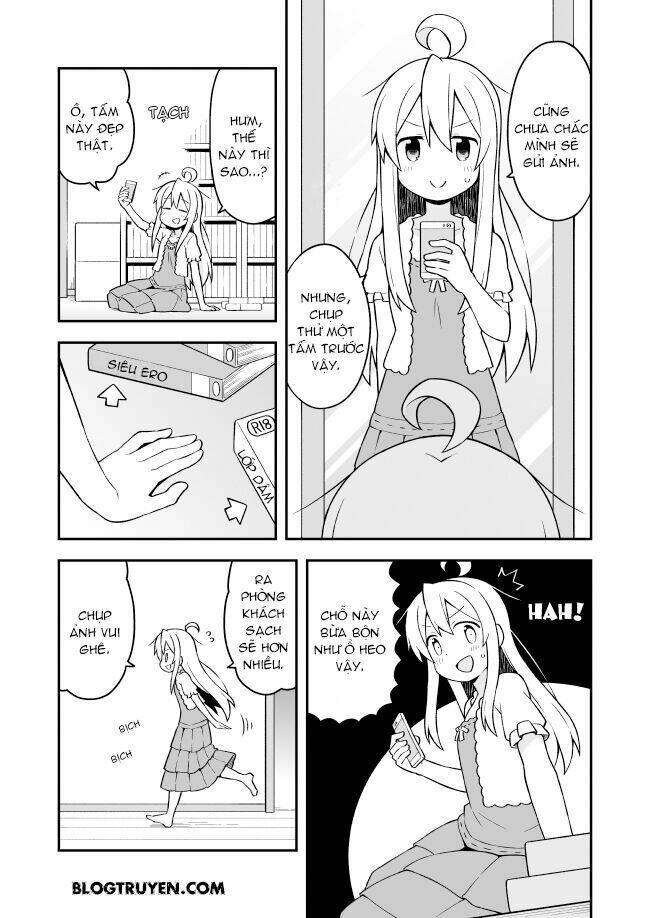 CŨNG
CHƯA CHẮC
MÌNH SẼ
GỬI ẢNH.
NHƯNG,
CHỤP
THỬ MỘT
TẤM TRƯỚC
VẬY.
HƯM,
THẾ
NÀY THÌ
SAO...?
TẠCH
Ồ, TẤM
NÀY ĐẸP
THẬT.
SIÊU ERO
R18
LỚP DÂM
HAH!
CHỖ NÀY
BỪA BỘN
NHƯ Ổ HEO
VẬY.
RA
PHÒNG
KHÁCH
SẠCH
SẼ HƠN
NHIỀU.
CHỤP
ẢNH VUI
GHÊ.
BỊCH
BỊCH
BLOGTRUYEN.COM